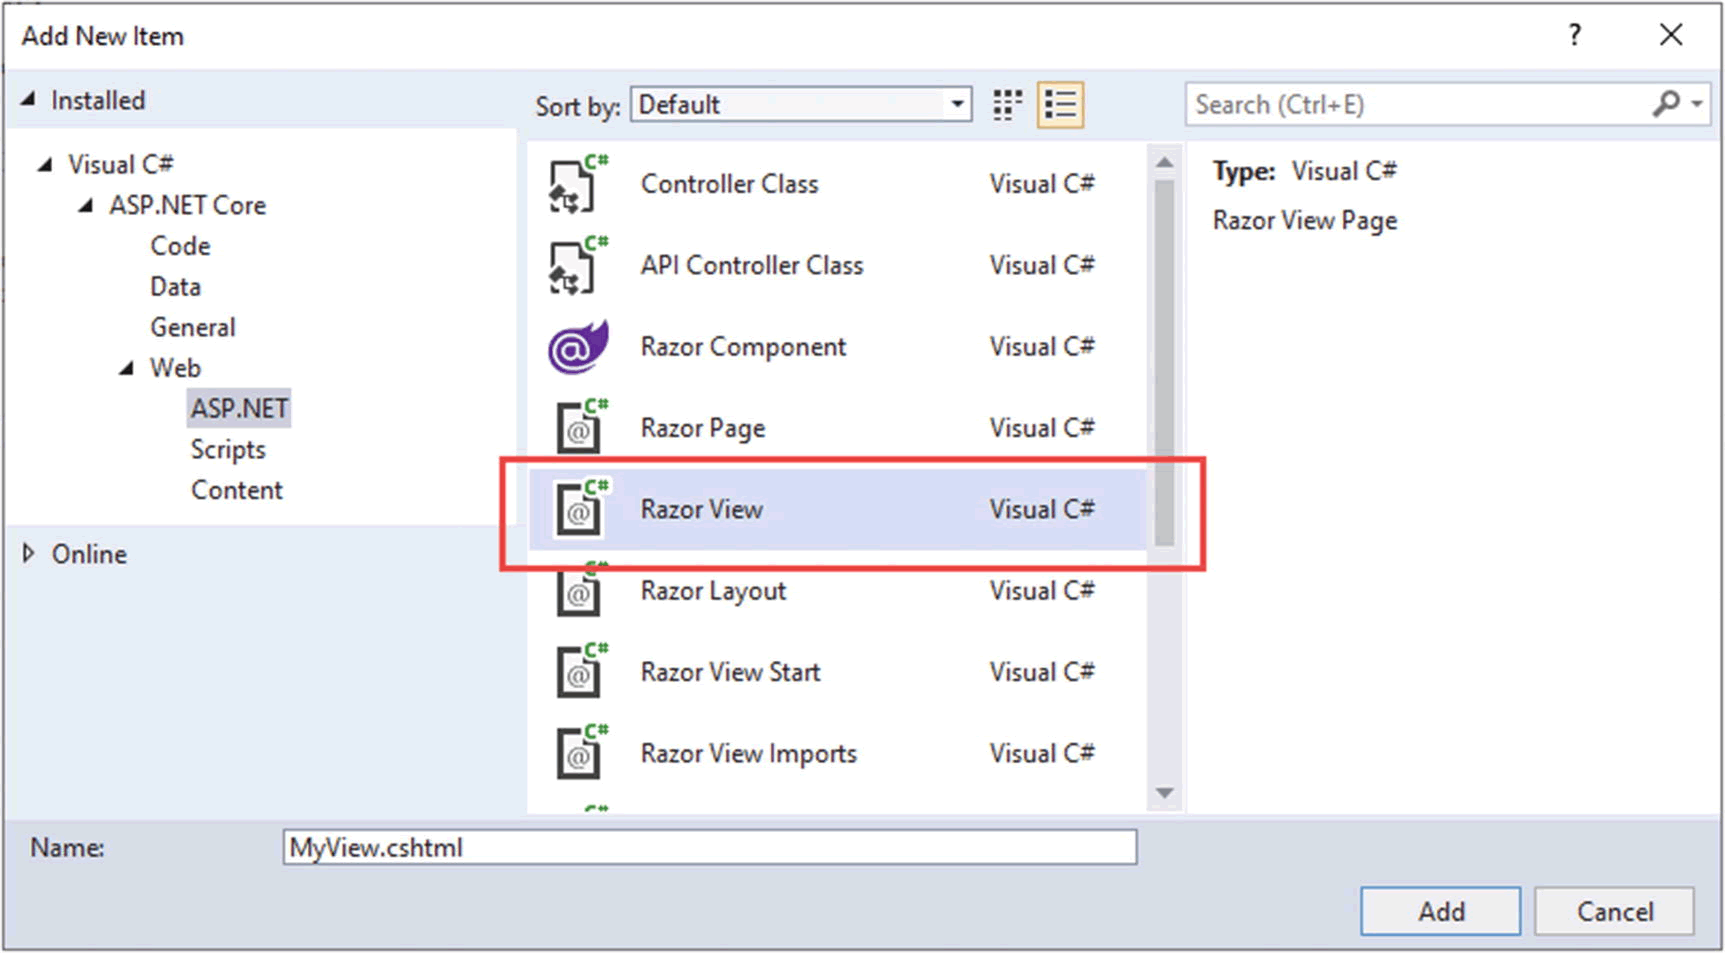 Add New Item
?
Installed
Sort by: Default
Search (Ctrl+E)
Visual C#
ASP.NET Core
Code
Data
General
Web
ASP.NET
Scripts
Content
Online
C# Controller Class Visual C#
C# API Controller Class Visual C#
@ Razor Component Visual C#
C# @ Razor Page Visual C#
C# @ Razor View Visual C#
C# @ Razor Layout Visual C#
C# @ Razor View Start Visual C#
C# @ Razor View Imports Visual C#
C#
Type: Visual C#
Razor View Page
Name: MyView.cshtml
Add Cancel